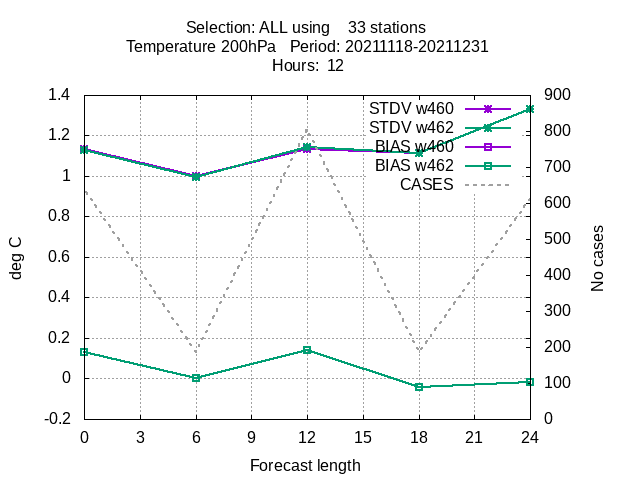 Selection: ALL using    33 stations
Temperature 200hPa   Period: 20211118-20211231
Hours:  12
1.4
1.2
1
0.8
0.6
0.4
0.2
0
-0.2
deg C
STDV w460
STDV w462
BIAS w460
BIAS w462
CASES
900
800
700
600
500
400
300
200
100
0
No cases
0 3 6 9 12 15 18 21 24
Forecast length